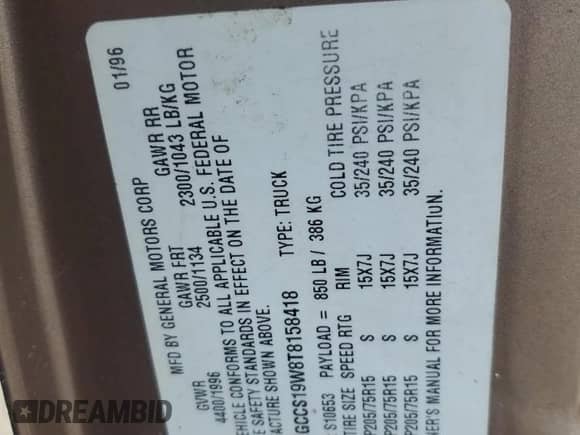 MFD BY GENERAL MOTORS CORP 01/96
GVWR GAWR FRT GAWR RR
4400/1996 2500/1134 2300/1043 LB/KG
VEHICLE CONFORMS TO ALL APPLICABLE U.S. FEDERAL MOTOR
E SAFETY STANDARDS IN EFFECT ON THE DATE OF
ACTURE SHOWN ABOVE.
GCCS19W8T8158418 TYPE: TRUCK
S10653 PAYLOAD = 850 LB / 386 KG
TIRE SIZE SPEED RTG RIM COLD TIRE PRESSURE
P205/75R15 S 15X7J 35/240 PSI/KPA
P205/75R15 S 15X7J 35/240 PSI/KPA
P205/75R15 S 15X7J 35/240 PSI/KPA
NER'S MANUAL FOR MORE INFORMATION.
DREAMBID